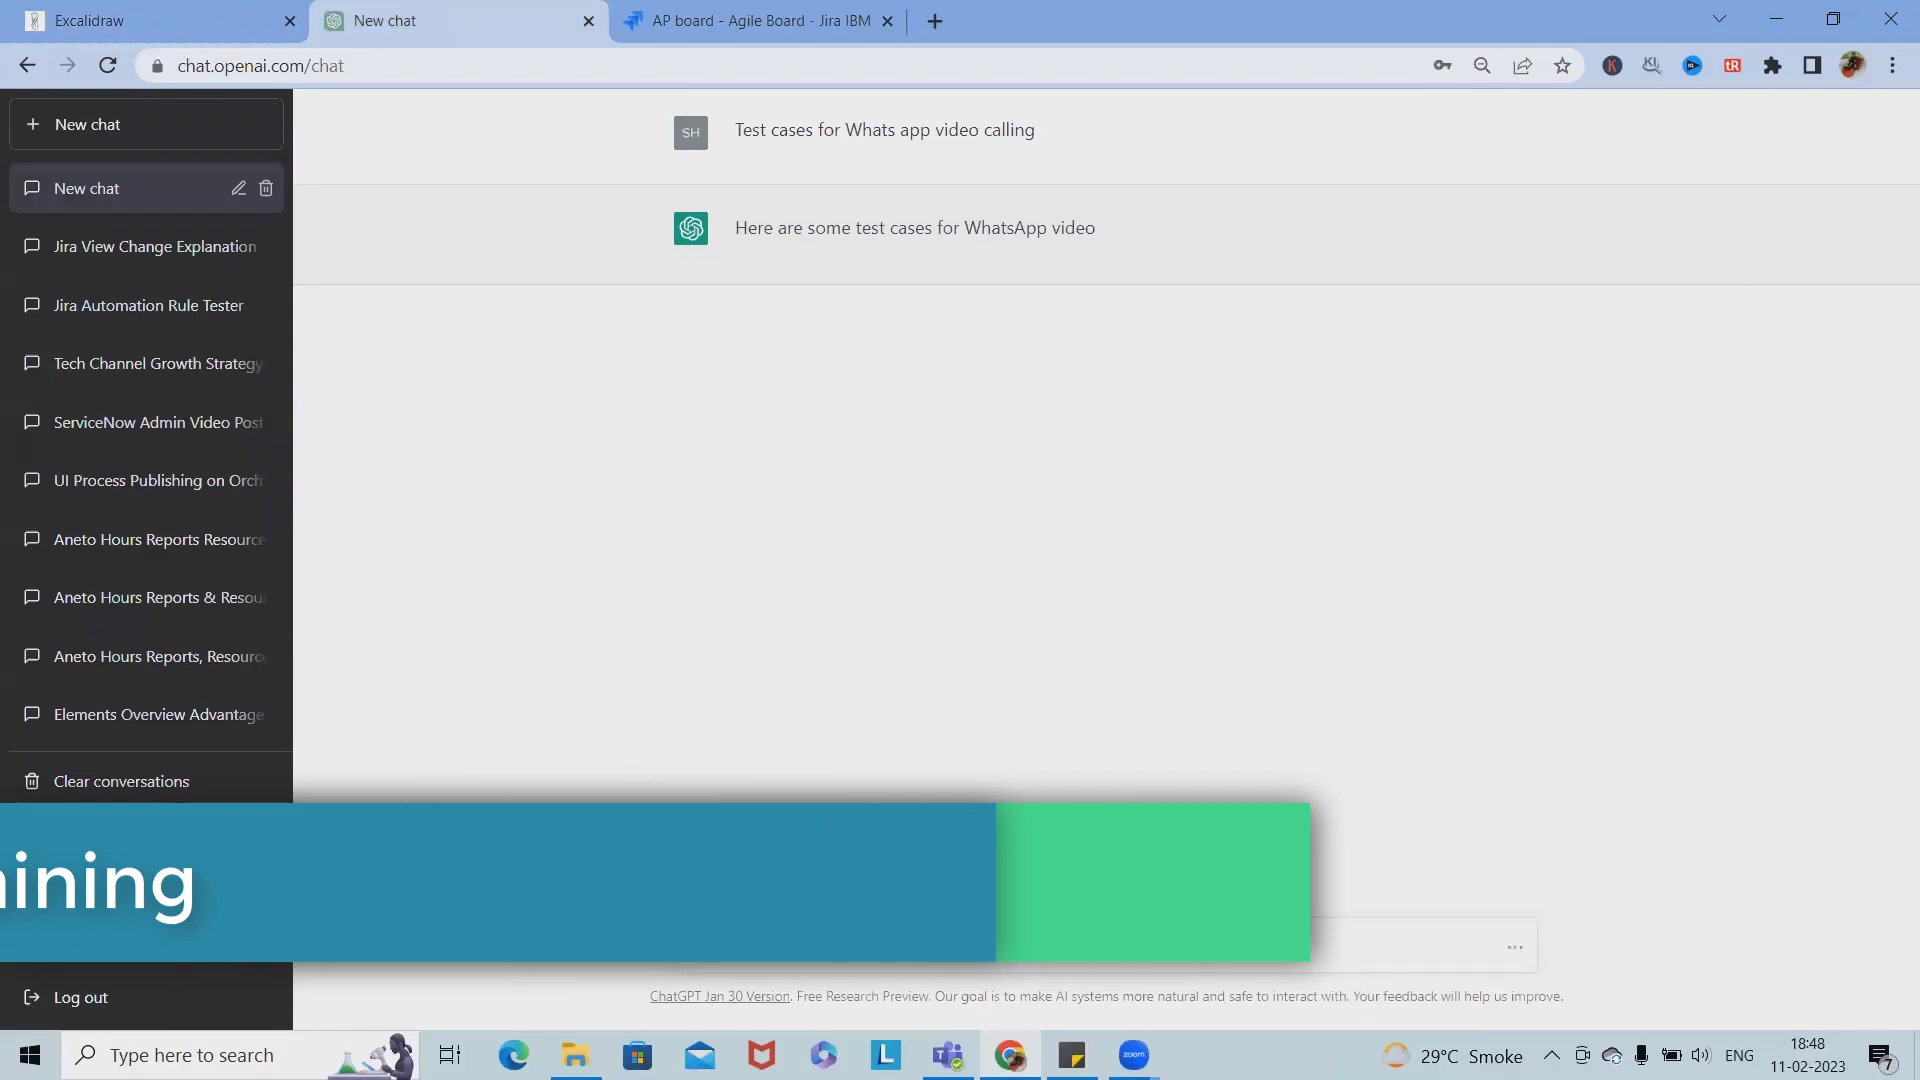 Excalidraw
New chat
AP board - Agile Board - Jira IBM
chat.openai.com/chat
New chat
New chat
Jira View Change Explanation
Jira Automation Rule Tester
Tech Channel Growth Strategy
ServiceNow Admin Video Post
UI Process Publishing on Orch
Aneto Hours Reports Resource
Aneto Hours Reports & Resou
Aneto Hours Reports, Resourc
Elements Overview Advantage
Clear conversations
Log out
SH
Test cases for Whats app video calling
Here are some test cases for WhatsApp video
ining
ChatGPT Jan 30 Version. Free Research Preview. Our goal is to make AI systems more natural and safe to interact with. Your feedback will help us improve.
Type here to search
L
zoom
29°C Smoke
ENG
18:48
11-02-2023
7